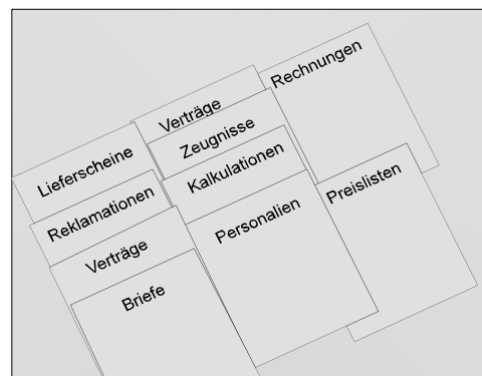 Lieferscheine
Reklamationen
Verträge
Briefe
Verträge
Zeugnisse
Kalkulationen
Personalien
Rechnungen
Preislisten